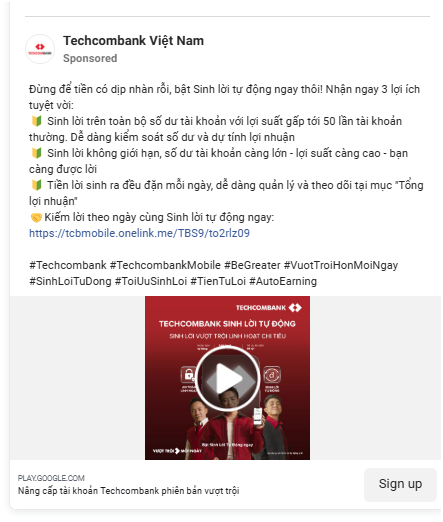 Techcombank Việt Nam
Sponsored
Đừng để tiền có dịp nhàn rỗi, bật Sinh lời tự động ngay thôi! Nhận ngay 3 lợi ích
tuyệt vời:
🔰 Sinh lời trên toàn bộ số dư tài khoản với lợi suất gấp tới 50 lần tài khoản
thường. Dễ dàng kiểm soát số dư và dự tính lợi nhuận
🔰 Sinh lời không giới hạn, số dư tài khoản càng lớn - lợi suất càng cao - bạn
càng được lời
🔰 Tiền lời sinh ra đều đặn mỗi ngày, dễ dàng quản lý và theo dõi tại mục "Tổng
lợi nhuận"
🤝Kiếm lời theo ngày cùng Sinh lời tự động ngay:
https://tcbmobile.onelink.me/TBS9/to2rlz09
#Techcombank #TechcombankMobile #BeGreater #VuotTroiHonMoiNgay
#SinhLoiTuDong #ToiUuSinhLoi #TienTuLoi #AutoEarning
TECHCOMBANK
TECHCOMBANK SINH LỜI TỰ ĐỘNG
SINH LỜI VƯỢT TRỘI LINH HOẠT CHI TIÊU
Bật Sinh Lời Tự động ngay
VƯỢT TRỘI MỖI NGÀY
PLAY.GOOGLE.COM
Nâng cấp tài khoản Techcombank phiên bản vượt trội
Sign up